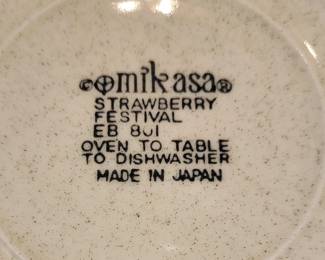 © mikasa®
STRAWBERRY
FESTIVAL
EB 801
OVEN TO TABLE
TO DISHWASHER
MADE IN JAPAN